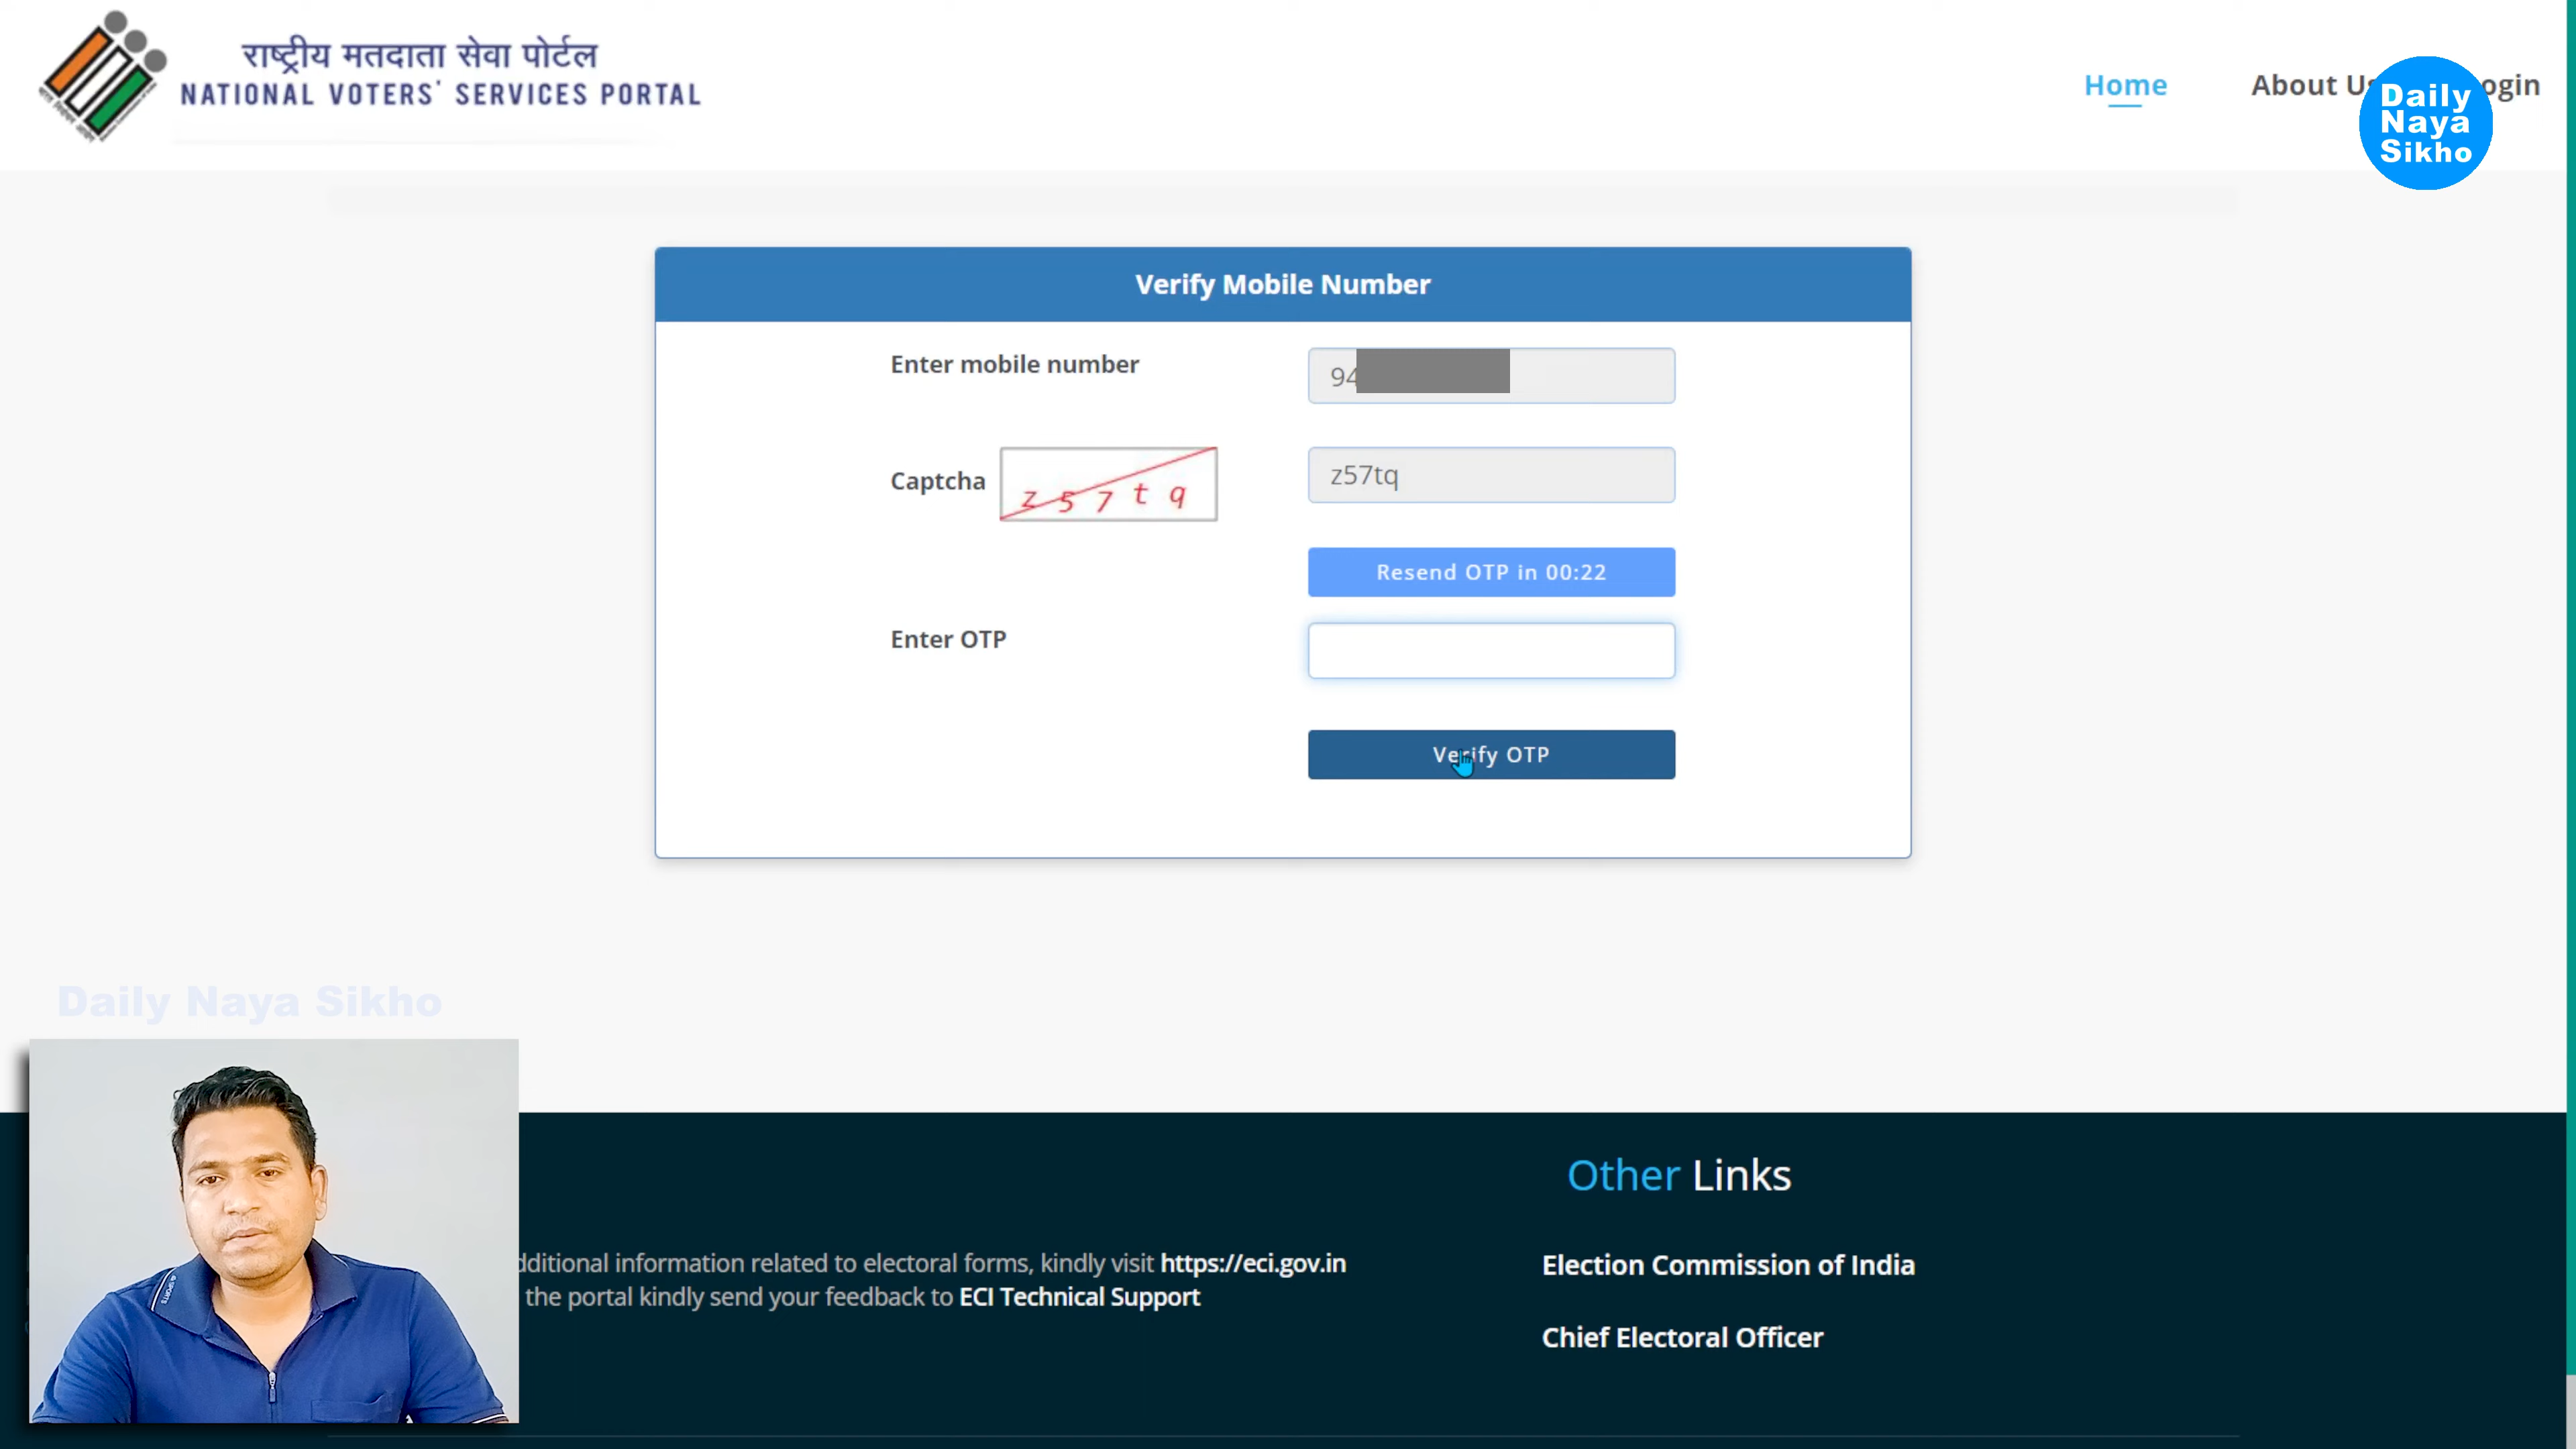 राष्ट्रीय मतदाता सेवा पोर्टल
NATIONAL VOTERS' SERVICES PORTAL
Home
About Us
ogin
Daily
Naya
Sikho
Verify Mobile Number
Enter mobile number
94
Captcha
z 5 7 t q
z57tq
Resend OTP in 00:22
Enter OTP
Verify OTP
Daily Naya Sikho
Other Links
dditional information related to electoral forms, kindly visit https://eci.gov.in
the portal kindly send your feedback to ECI Technical Support
Election Commission of India
Chief Electoral Officer